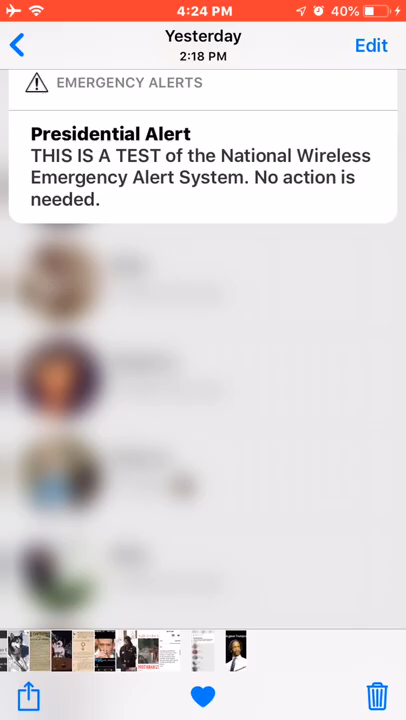 4:24 PM
40%
Yesterday
2:18 PM
Edit
EMERGENCY ALERTS
Presidential Alert
THIS IS A TEST of the National Wireless
Emergency Alert System. No action is
needed.